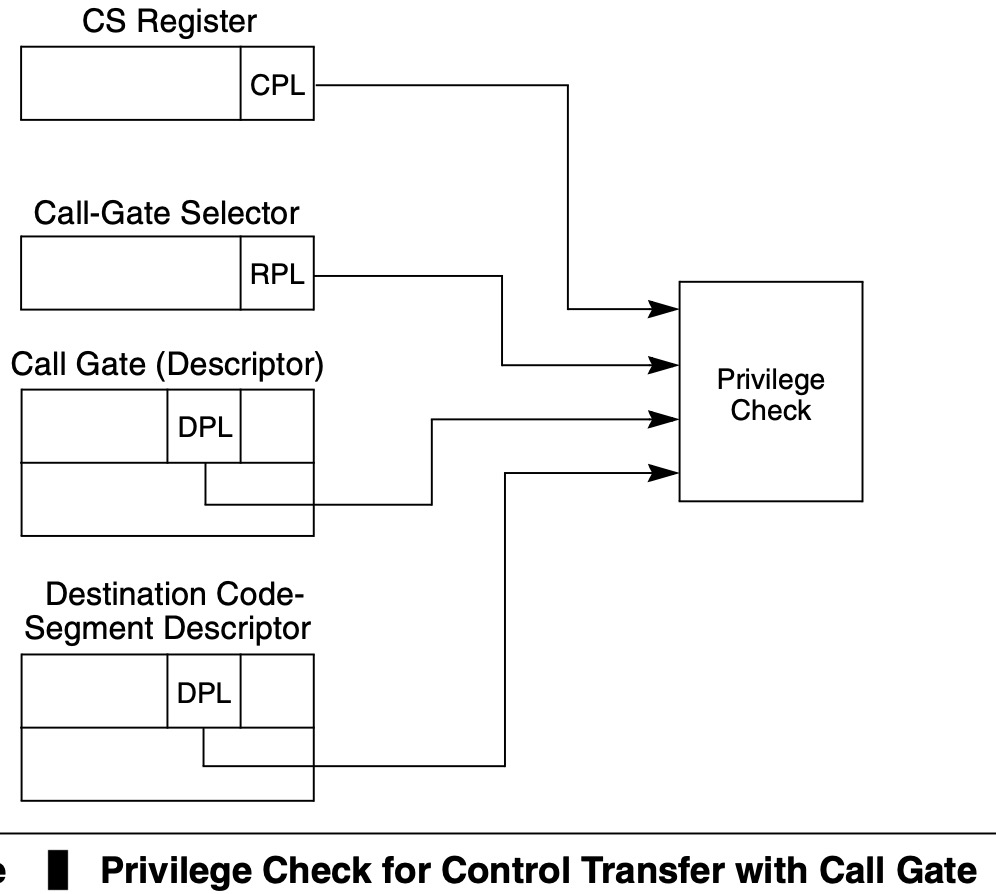 CS Register
CPL
Call-Gate Selector
RPL
Call Gate (Descriptor)
DPL
Privilege
Check
Destination Code-
Segment Descriptor
DPL
e
Privilege Check for Control Transfer with Call Gate